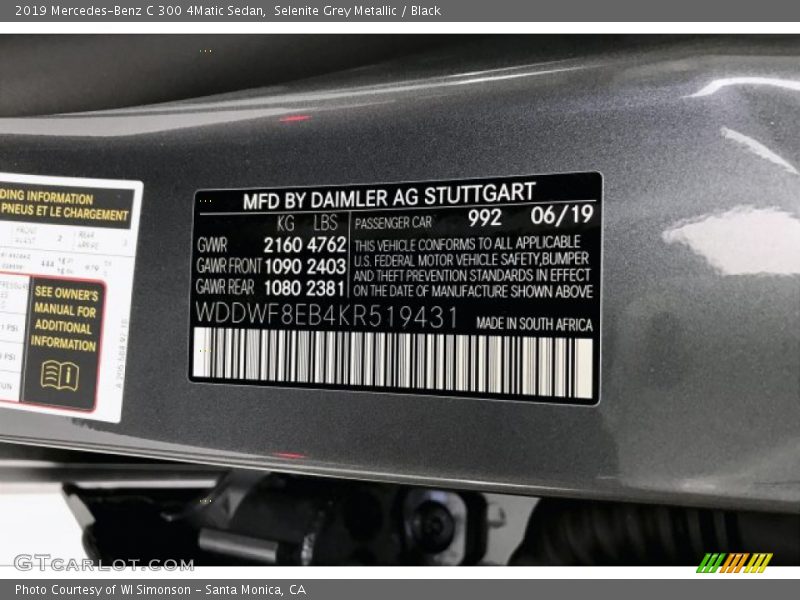 2019 Mercedes-Benz C 300 4Matic Sedan, Selenite Grey Metallic / Black
DING INFORMATION
PNEUS ET LE CHARGEMENT
SEE OWNER'S
MANUAL FOR
ADDITIONAL
INFORMATION
MFD BY DAIMLER AG STUTTGART
KG LBS
GVWR 2160 4762
GAWR FRONT 1090 2403
GAWR REAR 1080 2381
PASSENGER CAR 992 06/19
THIS VEHICLE CONFORMS TO ALL APPLICABLE
U.S. FEDERAL MOTOR VEHICLE SAFETY,BUMPER
AND THEFT PREVENTION STANDARDS IN EFFECT
ON THE DATE OF MANUFACTURE SHOWN ABOVE
WDDWF8EB4KR519431 MADE IN SOUTH AFRICA
GTCarLot.com
Photo Courtesy of WI Simonson - Santa Monica, CA